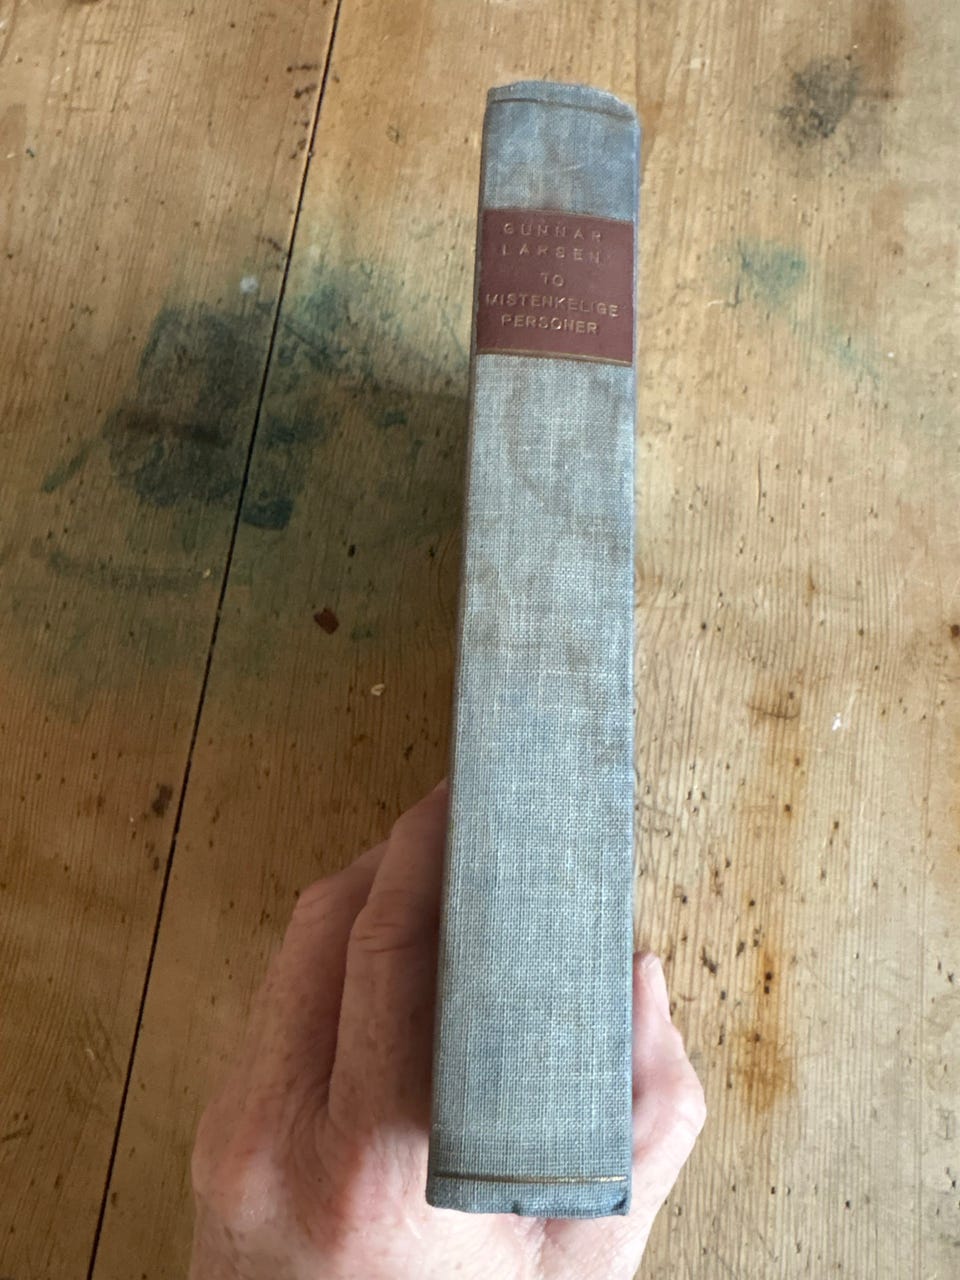 GUNNAR
LARSEN
TO
MISTENKELIGE
PERSONER